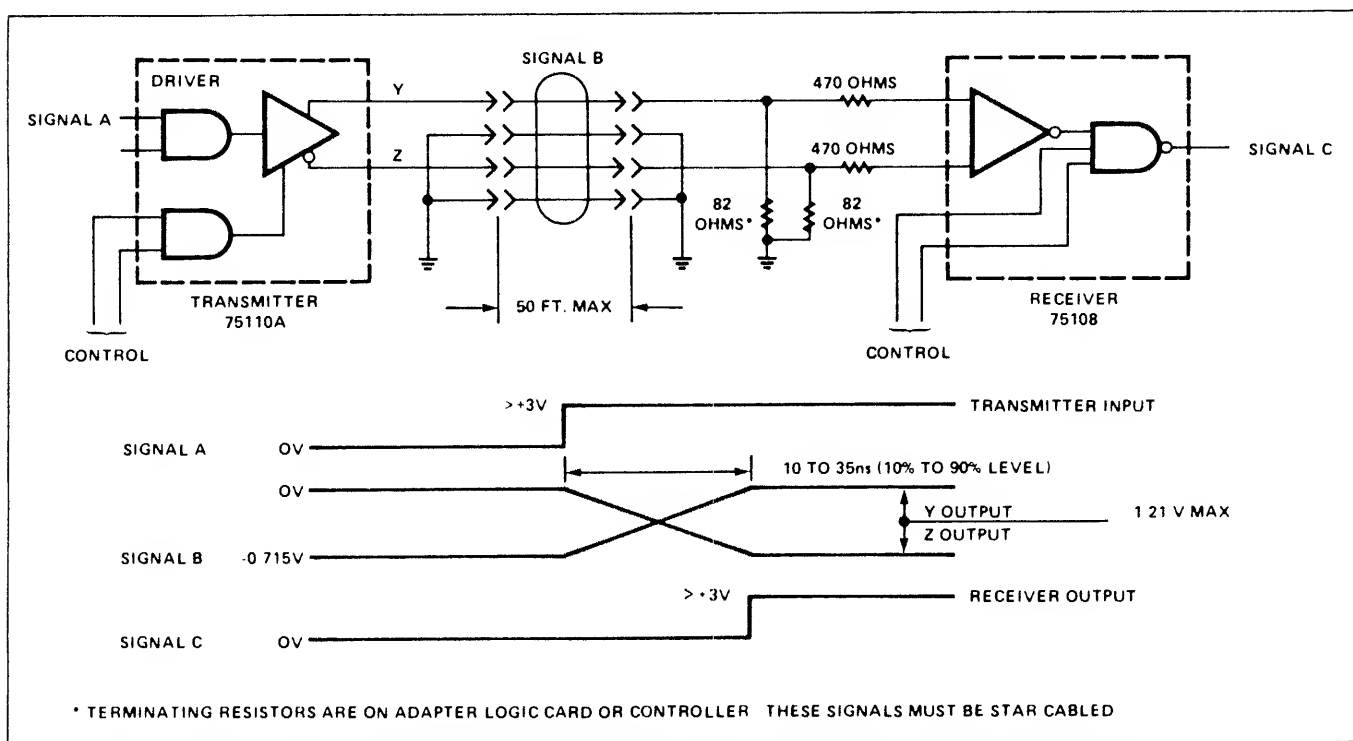 DRIVER
SIGNAL A
Y
Z
SIGNAL B
470 OHMS
470 OHMS
82 OHMS*
82 OHMS*
SIGNAL C
TRANSMITTER
75110A
50 FT. MAX
RECEIVER
75108
CONTROL
CONTROL
>+3V
TRANSMITTER INPUT
SIGNAL A 0V
10 TO 35ns (10% TO 90% LEVEL)
0V
Y OUTPUT
1 21 V MAX
Z OUTPUT
SIGNAL B -0 715V
> +3V
RECEIVER OUTPUT
SIGNAL C 0V
* TERMINATING RESISTORS ARE ON ADAPTER LOGIC CARD OR CONTROLLER THESE SIGNALS MUST BE STAR CABLED